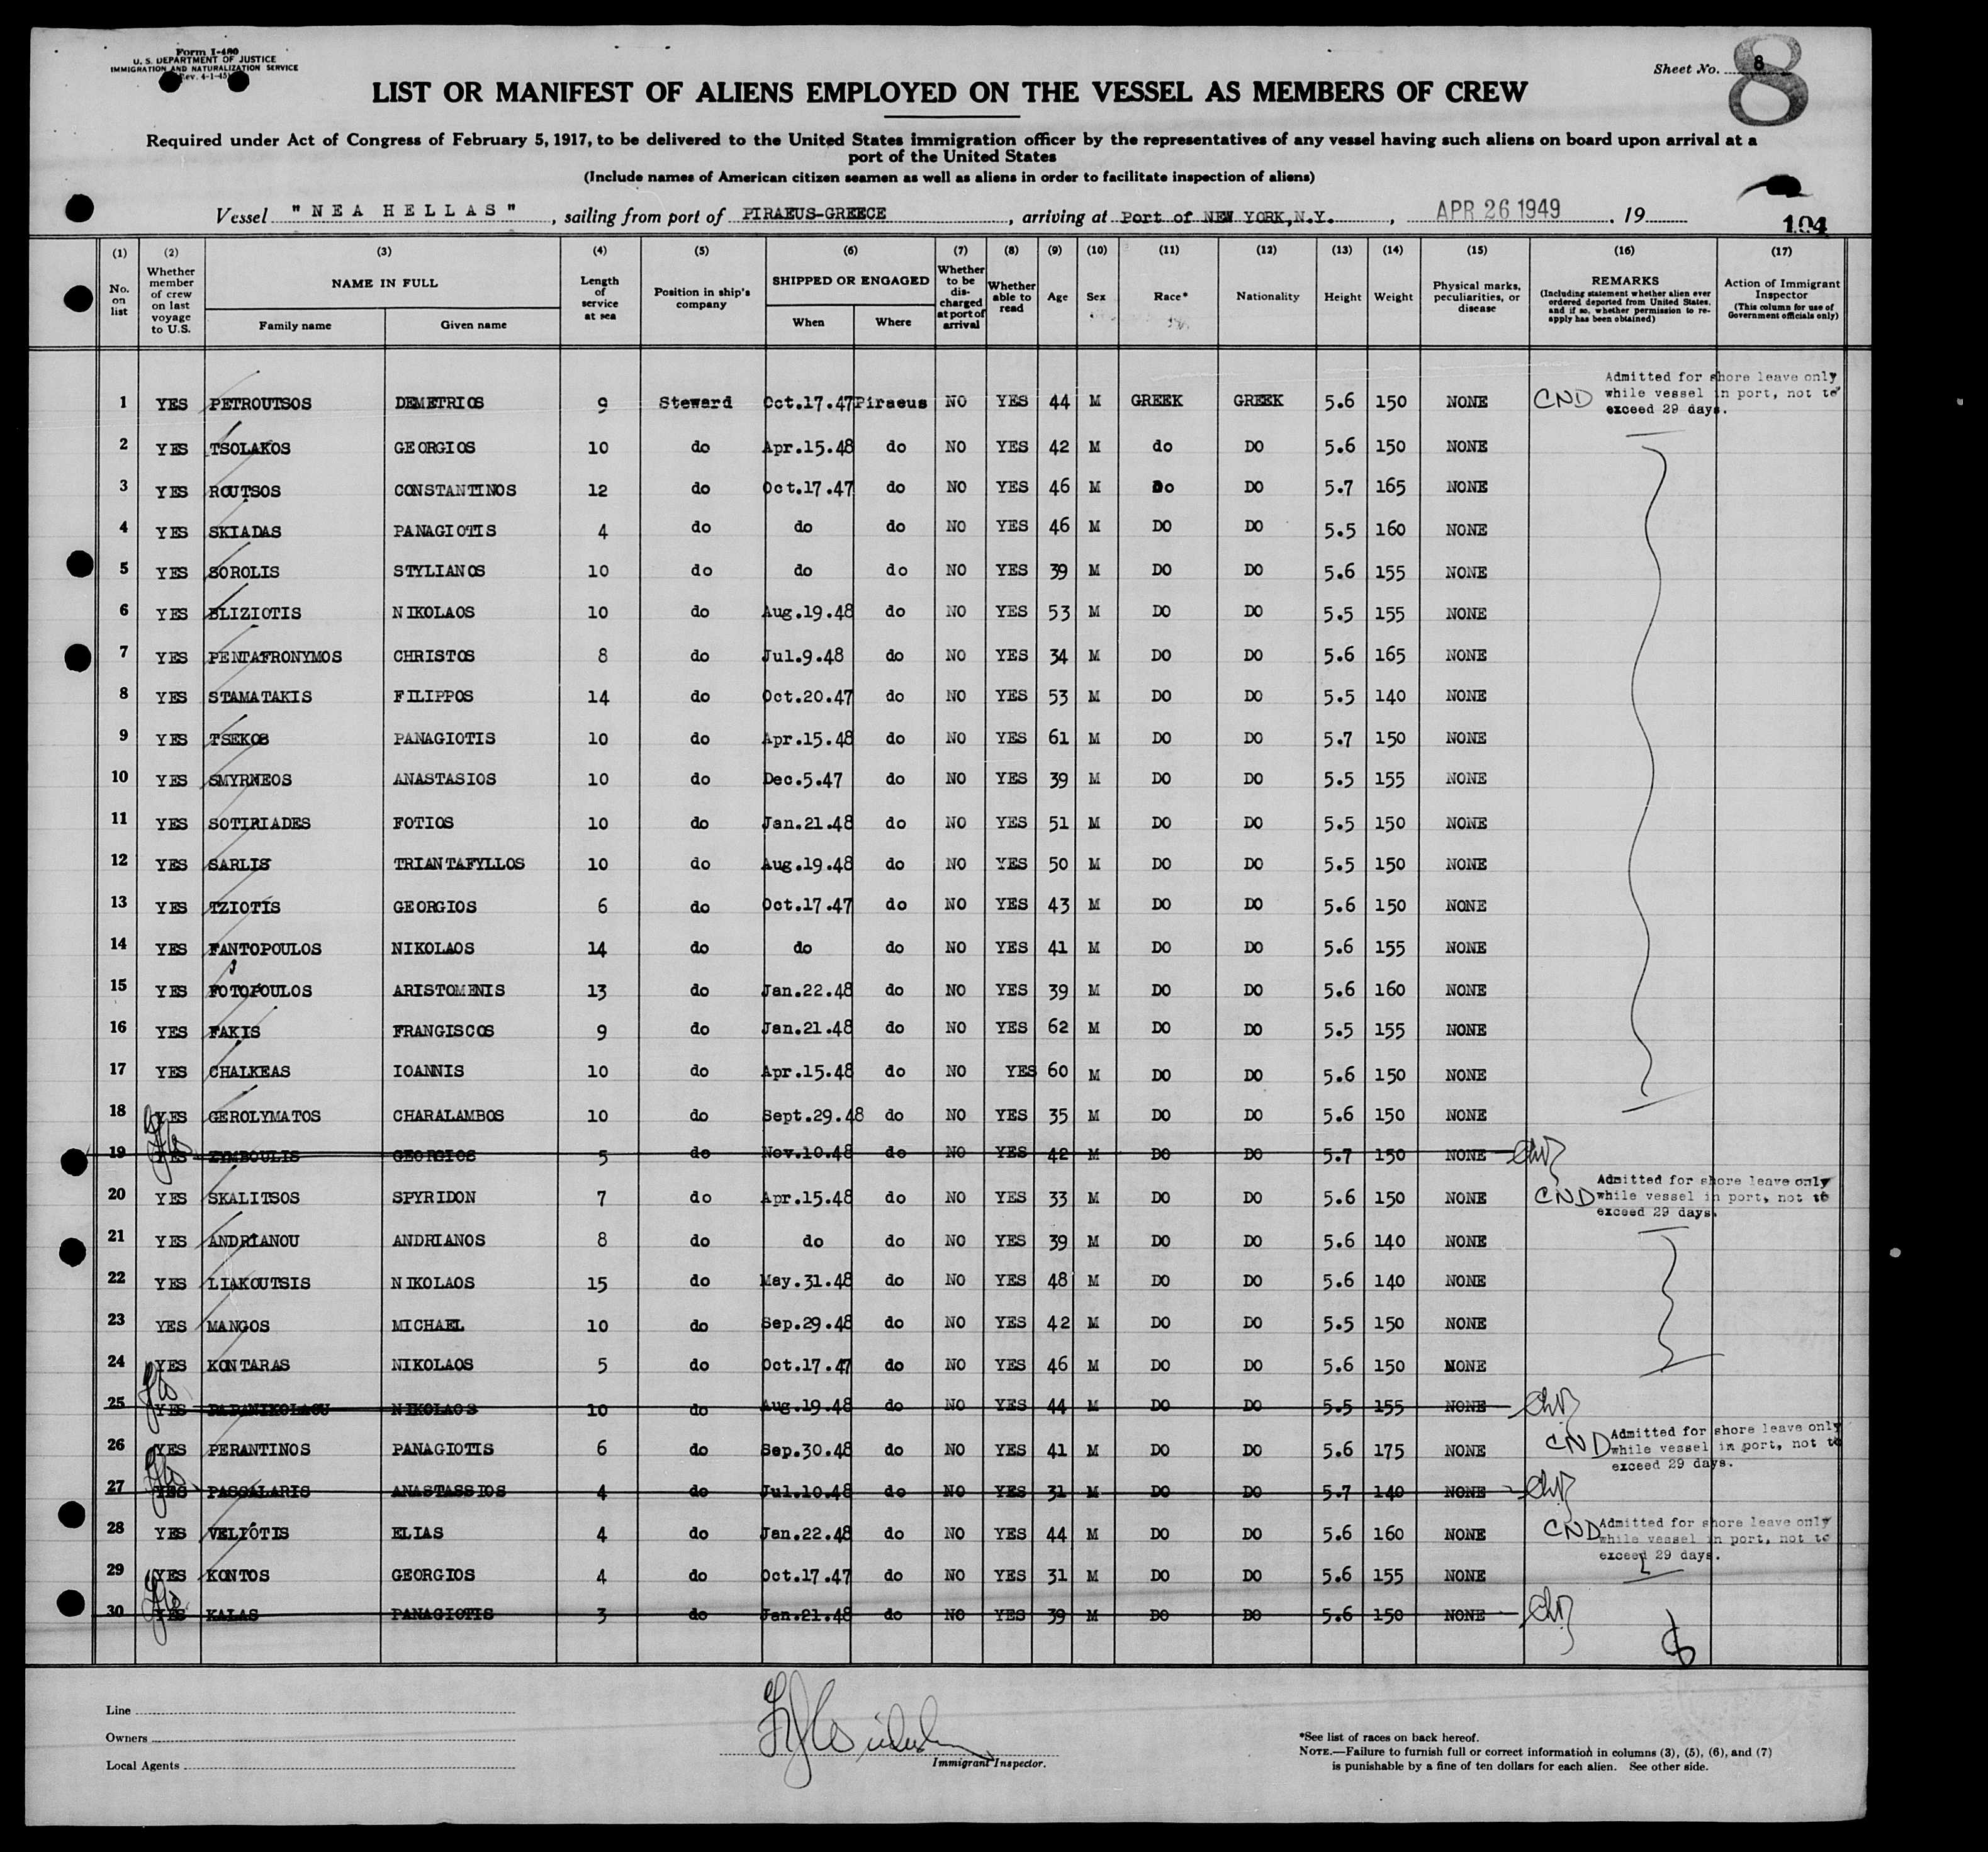 Form I-480
U. S. DEPARTMENT OF JUSTICE
IMMIGRATION AND NATURALIZATION SERVICE
(Rev. 4-1-45)
Sheet No. 8
8
LIST OR MANIFEST OF ALIENS EMPLOYED ON THE VESSEL AS MEMBERS OF CREW
Required under Act of Congress of February 5, 1917, to be delivered to the United States immigration officer by the representatives of any vessel having such aliens on board upon arrival at a
port of the United States
(Include names of American citizen seamen as well as aliens in order to facilitate inspection of aliens)
Vessel "NEA HELLAS", sailing from port of PIRAEUS-GREECE, arriving at Port of NEW YORK,N.Y., APR 26 1949, 19
104
(1) No. on list (2) Whether member of crew on last voyage to U.S. (3) NAME IN FULL Family name Given name (4) Length of service at sea (5) Position in ship's company (6) SHIPPED OR ENGAGED When Where (7) Whether to be discharged at port of arrival (8) Whether able to read (9) Age (10) Sex (11) Race* (12) Nationality (13) Height (14) Weight (15) Physical marks, peculiarities, or disease (16) REMARKS (Including statement whether alien ever ordered deported from United States, and if so, whether permission to re-apply has been obtained) (17) Action of Immigrant Inspector (This column for use of Government officials only)
1 YES PETROUTSOS DEMETRIOS 9 Steward Oct.17.47 Piraeus NO YES 44 M GREEK GREEK 5.6 150 NONE CND Admitted for shore leave only while vessel in port, not to exceed 29 days.
2 YES TSOLAKOS GEORGIOS 10 do Apr.15.48 do NO YES 42 M do DO 5.6 150 NONE
3 YES ROUTSOS CONSTANTINOS 12 do Oct.17.47 do NO YES 46 M Do DO 5.7 165 NONE
4 YES SKIADAS PANAGIOTIS 4 do do do NO YES 46 M DO DO 5.5 160 NONE
5 YES SOROLIS STYLIANOS 10 do do do NO YES 39 M DO DO 5.6 155 NONE
6 YES BLIZIOTIS NIKOLAOS 10 do Aug.19.48 do NO YES 53 M DO DO 5.5 155 NONE
7 YES PENTAFRONYMOS CHRISTOS 8 do Jul.9.48 do NO YES 34 M DO DO 5.6 165 NONE
8 YES STAMATAKIS FILIPPOS 14 do Oct.20.47 do NO YES 53 M DO DO 5.5 140 NONE
9 YES TSEKOS PANAGIOTIS 10 do Apr.15.48 do NO YES 61 M DO DO 5.7 150 NONE
10 YES SMYRNEOS ANASTASIOS 10 do Dec.5.47 do NO YES 39 M DO DO 5.5 155 NONE
11 YES SOTIRIADES FOTIOS 10 do Jan.21.48 do NO YES 51 M DO DO 5.5 150 NONE
12 YES SARLIS TRIANTAFYLLOS 10 do Aug.19.48 do NO YES 50 M DO DO 5.5 150 NONE
13 YES TZIOTIS GEORGIOS 6 do Oct.17.47 do NO YES 43 M DO DO 5.6 150 NONE
14 YES FANTOPOULOS NIKOLAOS 14 do do do NO YES 41 M DO DO 5.6 155 NONE
15 YES FOTOPOULOS ARISTOMENIS 13 do Jan.22.48 do NO YES 39 M DO DO 5.6 160 NONE
16 YES FAKIS FRANGISCOS 9 do Jan.21.48 do NO YES 62 M DO DO 5.5 155 NONE
17 YES CHALKEAS IOANNIS 10 do Apr.15.48 do NO YES 60 M DO DO 5.6 150 NONE
18 YES GEROLYMATOS CHARALAMBOS 10 do Sept.29.48 do NO YES 35 M DO DO 5.6 150 NONE
19 YES ZYMBOULIS GEORGIOS 5 do Nov.10.48 do NO YES 42 M DO DO 5.7 150 NONE
20 YES SKALITSOS SPYRIDON 7 do Apr.15.48 do NO YES 33 M DO DO 5.6 150 NONE CND Admitted for shore leave only while vessel in port, not to exceed 29 days.
21 YES ANDRIANOU ANDRIANOS 8 do do do NO YES 39 M DO DO 5.6 140 NONE
22 YES LIAKOUTSIS NIKOLAOS 15 do May.31.48 do NO YES 48 M DO DO 5.6 140 NONE
23 YES MANGOS MICHAEL 10 do Sep.29.48 do NO YES 42 M DO DO 5.5 150 NONE
24 YES KONTARAS NIKOLAOS 5 do Oct.17.47 do NO YES 46 M DO DO 5.6 150 NONE
25 YES PAPANIKOLAOU NIKOLAOS 10 do Aug.19.48 do NO YES 44 M DO DO 5.5 155 NONE
26 YES PERANTINOS PANAGIOTIS 6 do Sep.30.48 do NO YES 41 M DO DO 5.6 175 NONE CND Admitted for shore leave only while vessel in port, not to exceed 29 days.
27 YES PASSALARIS ANASTASSIOS 4 do Jul.10.48 do NO YES 31 M DO DO 5.7 140 NONE
28 YES VELIOTIS ELIAS 4 do Jan.22.48 do NO YES 44 M DO DO 5.6 160 NONE CND Admitted for shore leave only while vessel in port, not to exceed 29 days.
29 YES KONTOS GEORGIOS 4 do Oct.17.47 do NO YES 31 M DO DO 5.6 155 NONE
30 YES KALAS PANAGIOTIS 3 do Jan.21.48 do NO YES 39 M DO DO 5.6 150 NONE
Line
Owners
Local Agents
Immigrant Inspector.
*See list of races on back hereof.
NOTE.—Failure to furnish full or correct information in columns (3), (5), (6), and (7)
is punishable by a fine of ten dollars for each alien. See other side.